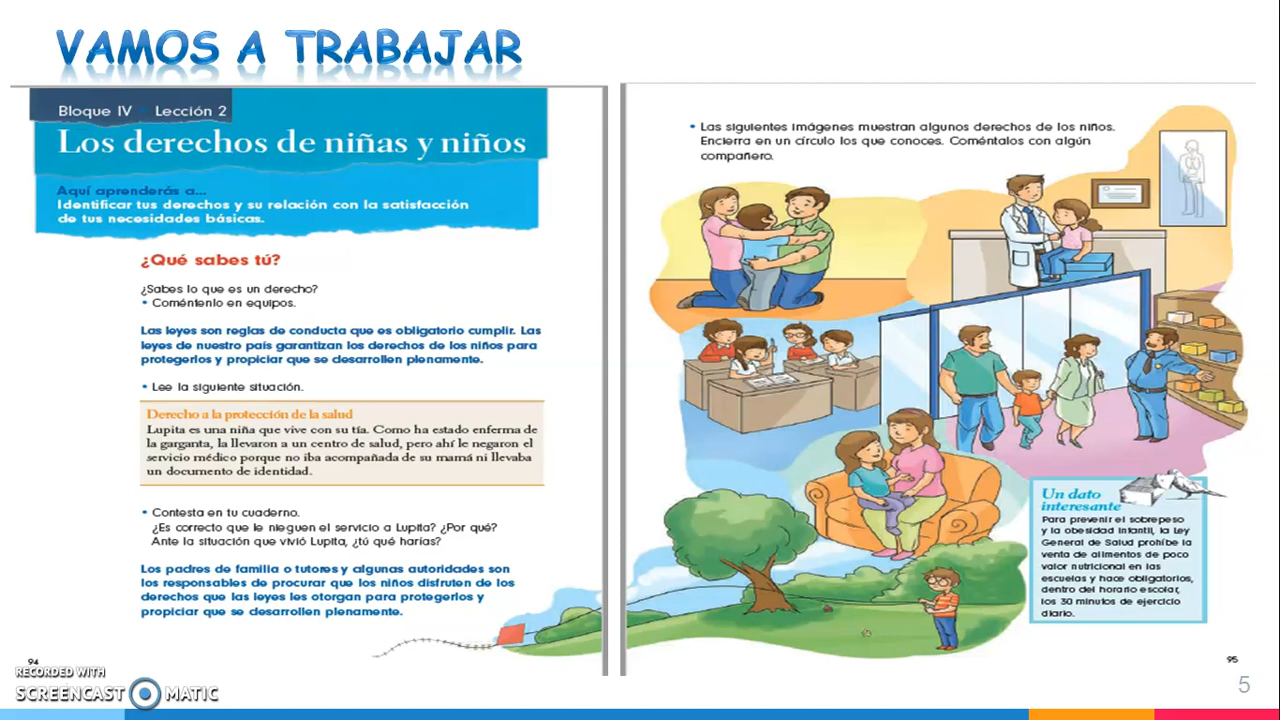 VAMOS A TRABAJAR
Bloque IV Lección 2
Los derechos de niñas y niños
Aquí aprenderás a...
Identificar tus derechos y su relación con la satisfacción
de tus necesidades básicas.
¿Qué sabes tú?
¿Sabes lo que es un derecho?
• Coméntenlo en equipos.
Las leyes son reglas de conducta que es obligatorio cumplir. Las
leyes de nuestro país garantizan los derechos de los niños para
protegerlos y propiciar que se desarrollen plenamente.
• Lee la siguiente situación.
Derecho a la protección de la salud
Lupita es una niña que vive con su tía. Como ha estado enferma de
la garganta, la llevaron a un centro de salud, pero ahí le negaron el
servicio médico porque no iba acompañada de su mamá ni llevaba
un documento de identidad.
• Contesta en tu cuaderno.
¿Es correcto que le nieguen el servicio a Lupita? ¿Por qué?
Ante la situación que vivió Lupita, ¿tú qué harías?
Los padres de familia o tutores y algunas autoridades son
los responsables de procurar que los niños disfruten de los
derechos que las leyes les otorgan para protegerlos y
propiciar que se desarrollen plenamente.
94
• Las siguientes imágenes muestran algunos derechos de los niños.
Encierra en un círculo los que conoces. Coméntalos con algún
compañero.
Un dato
interesante
Para prevenir el sobrepeso
y la obesidad infantil, la Ley
General de Salud prohíbe la
venta de alimentos de poco
valor nutricional en las
escuelas y hace obligatorios,
dentro del horario escolar,
los 30 minutos de ejercicio
diario.
95
5
RECORDED WITH
SCREENCAST MATIC